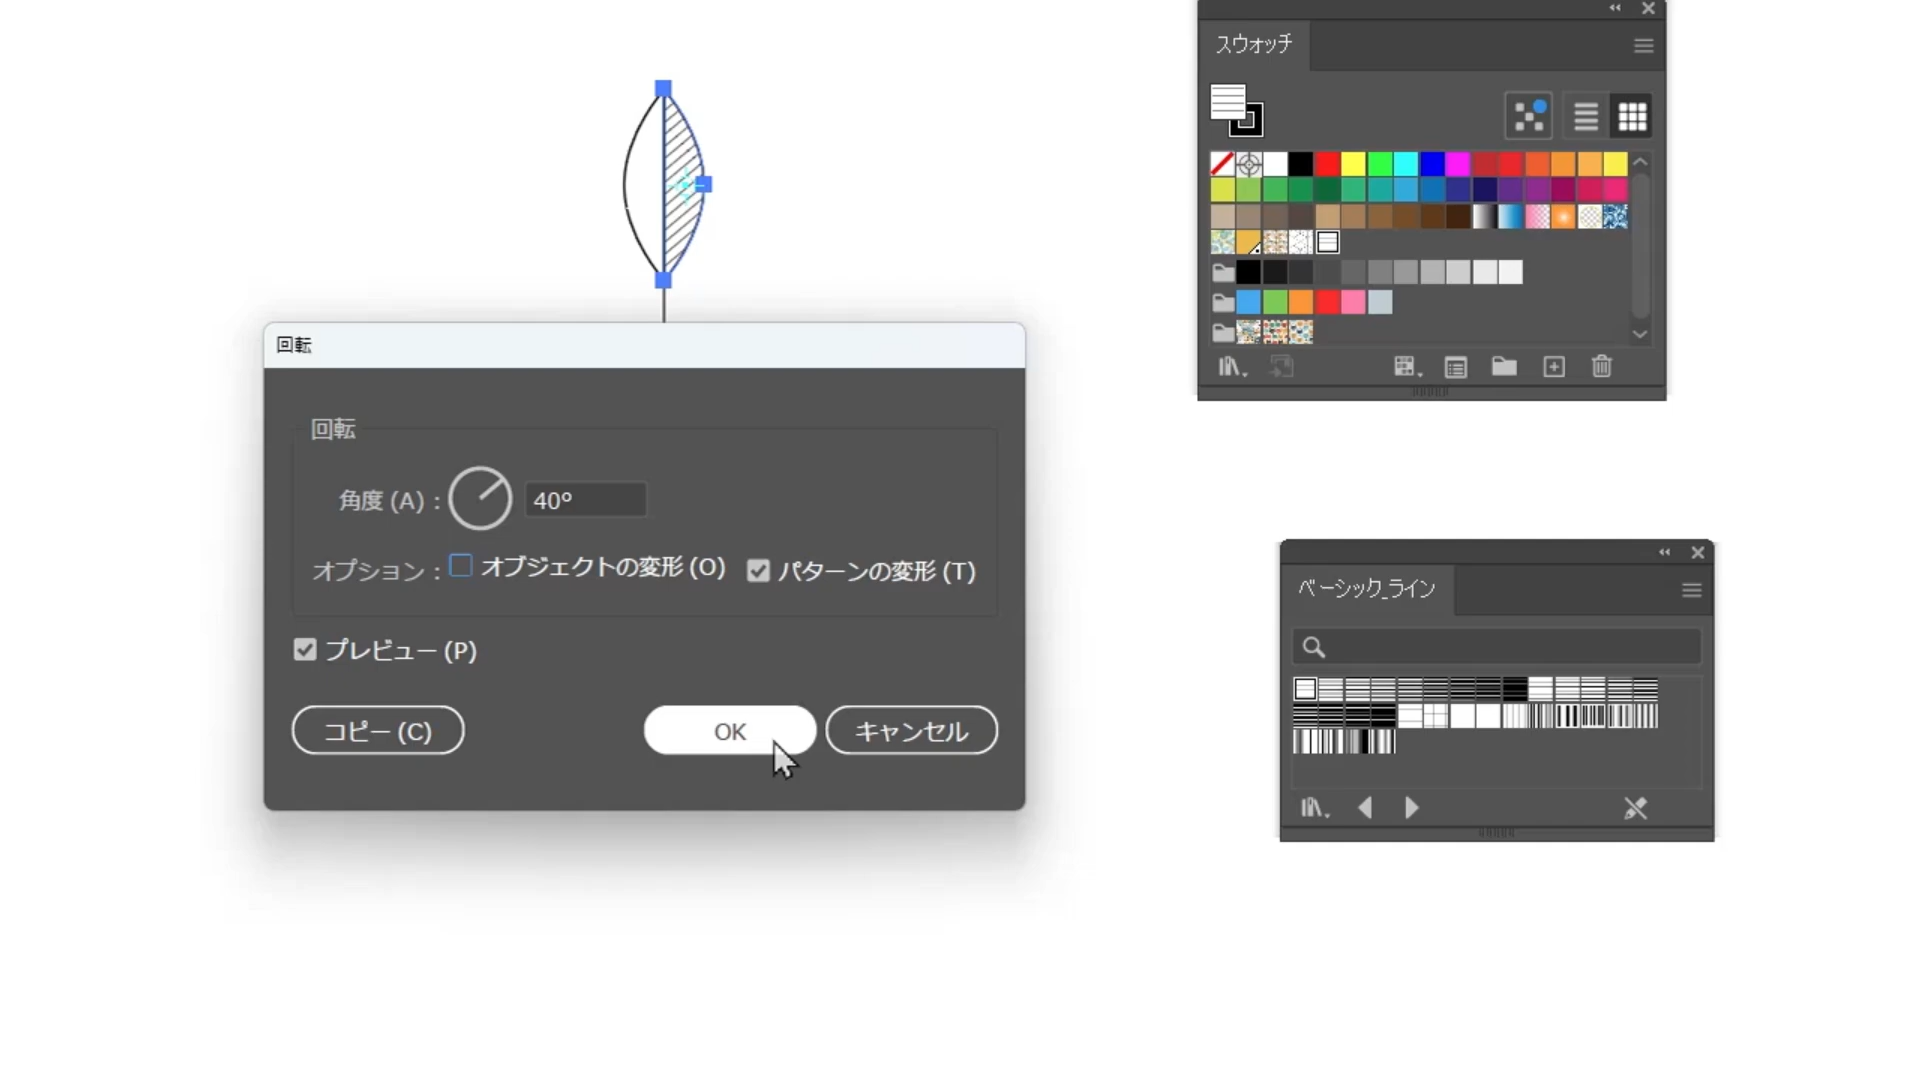 スウォッチ
回転
回転
角度 (A) : 40°
オプション : オブジェクトの変形 (O) パターンの変形 (T)
プレビュー (P)
コピー (C) OK キャンセル
ベーシック_ライン